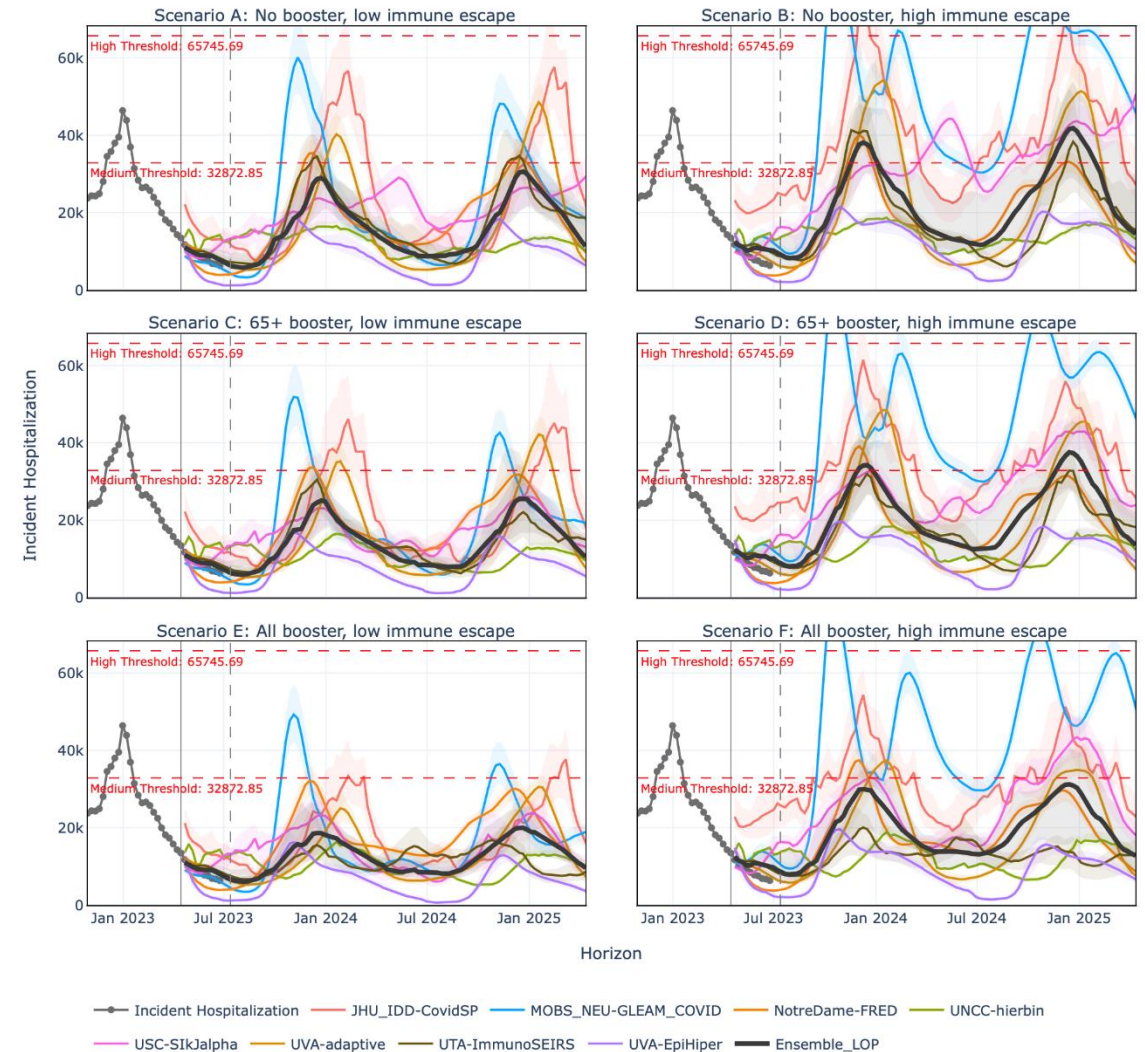 Scenario A: No booster, low immune escape
Scenario B: No booster, high immune escape
High Threshold: 65745.69
High Threshold: 65745.69
60k
40k
Medium Threshold: 32872.85
Medium Threshold: 32872.85
20k
0
Scenario C: 65+ booster, low immune escape
Scenario D: 65+ booster, high immune escape
High Threshold: 65745.69
High Threshold: 65745.69
60k
40k
Medium Threshold: 32872.85
Medium Threshold: 32872.85
20k
0
Incident Hospitalization
Scenario E: All booster, low immune escape
Scenario F: All booster, high immune escape
High Threshold: 65745.69
High Threshold: 65745.69
60k
40k
Medium Threshold: 32872.85
Medium Threshold: 32872.85
20k
0
Jan 2023 Jul 2023 Jan 2024 Jul 2024 Jan 2025
Jan 2023 Jul 2023 Jan 2024 Jul 2024 Jan 2025
Horizon
Incident Hospitalization JHU_IDD-CovidSP MOBS_NEU-GLEAM_COVID NotreDame-FRED UNCC-hierbin
USC-SIkJalpha UVA-adaptive UTA-ImmunoSEIRS UVA-EpiHiper Ensemble_LOP